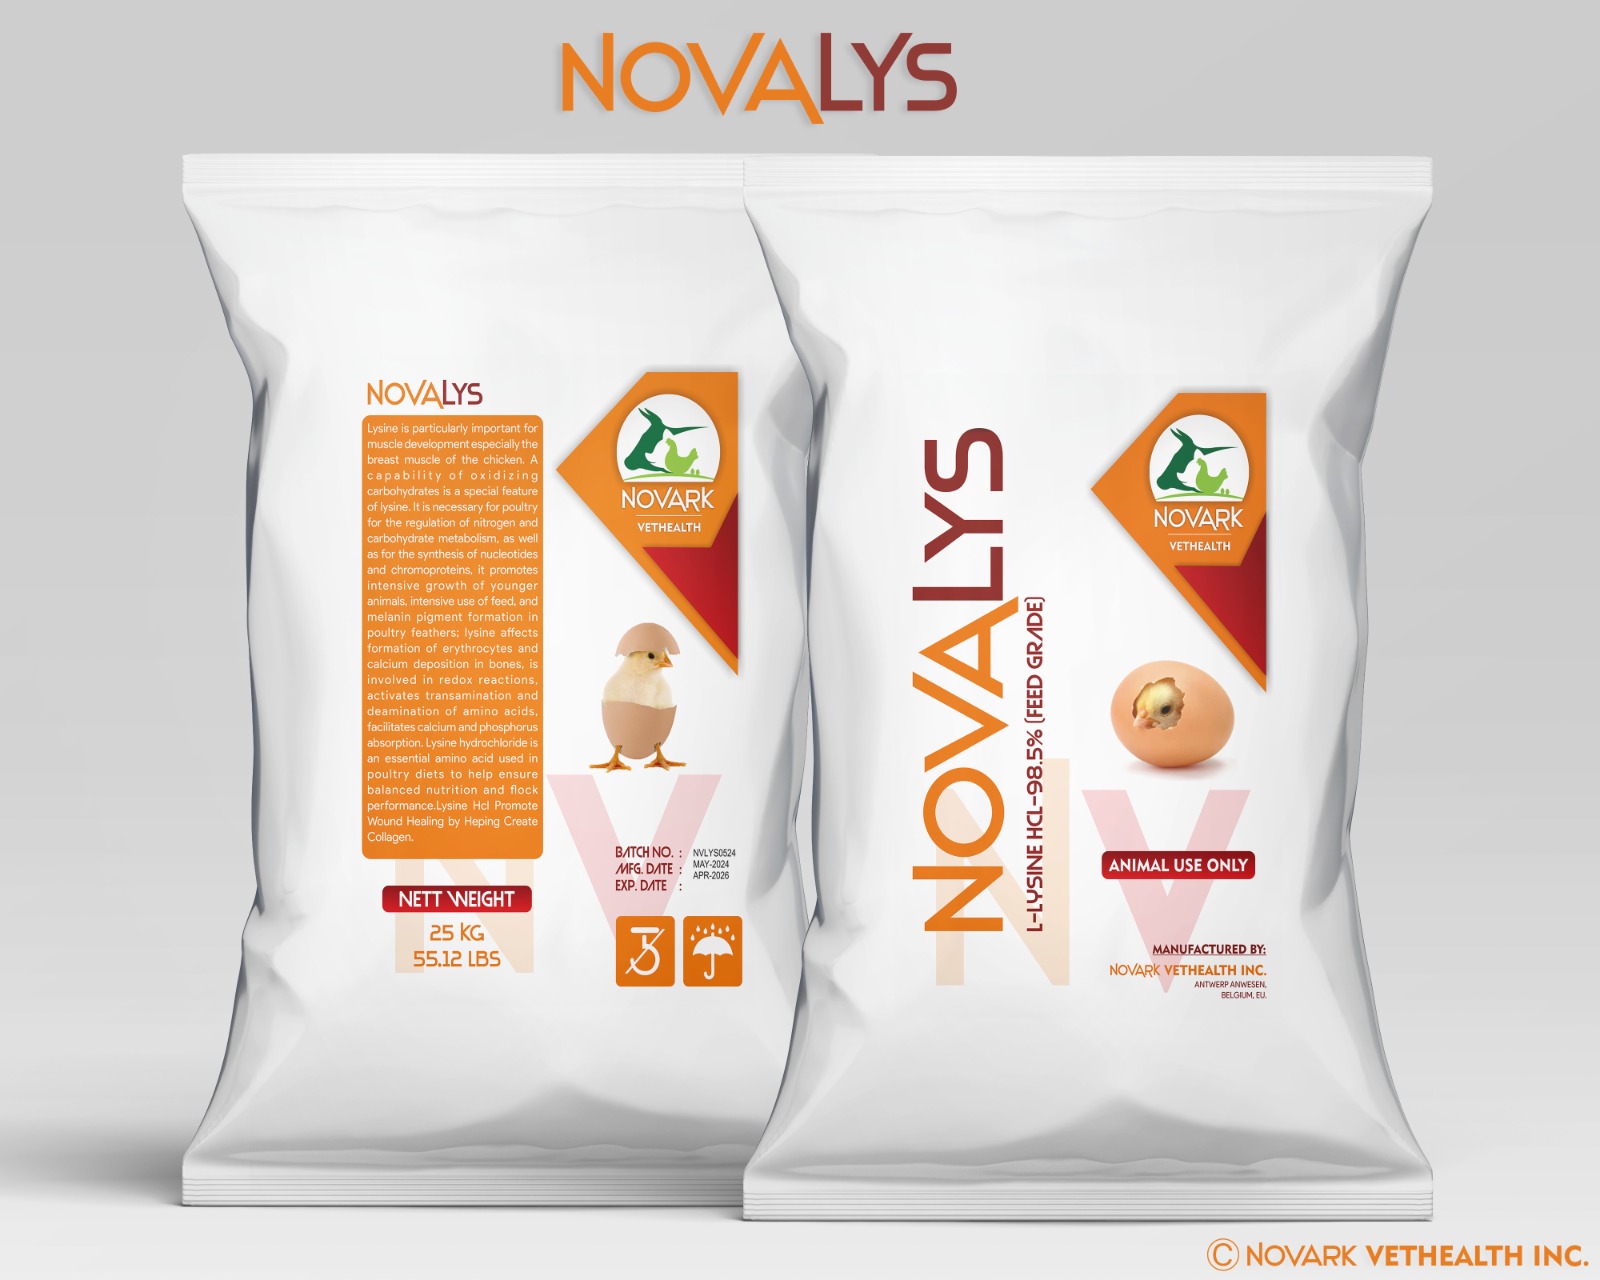 NOVALYS
NOVALYS
Lysine is particularly important for
muscle development especially the
breast muscle of the chicken. A
capability of oxidizing
carbohydrates is a special feature
of lysine. It is necessary for poultry
for the regulation of nitrogen and
carbohydrate metabolism, as well
as for the synthesis of nucleotides
and chromoproteins, it promotes
intensive growth of younger
animals, intensive use of feed, and
melanin pigment formation in
poultry feathers; lysine affects
formation of erythrocytes and
calcium deposition in bones, is
involved in redox reactions,
activates transamination and
deamination of amino acids,
facilitates calcium and phosphorus
absorption. Lysine hydrochloride is
an essential amino acid used in
poultry diets to help ensure
balanced nutrition and flock
performance.Lysine Hcl Promote
Wound Healing by Heping Create
Collagen.
NETT WEIGHT
25 KG
55.12 LBS
NOVARK
VETHEALTH
BATCH NO. : NVLYS0524
MFG. DATE : MAY-2024
EXP. DATE : APR-2026
NV
NOVALYS
L-LYSINE HCL-98.5% (FEED GRADE)
NOVARK
VETHEALTH
ANIMAL USE ONLY
NV
MANUFACTURED BY:
NOVARK VETHEALTH INC.
ANTWERP ANWESEN,
BELGIUM, EU.
© NOVARK VETHEALTH INC.